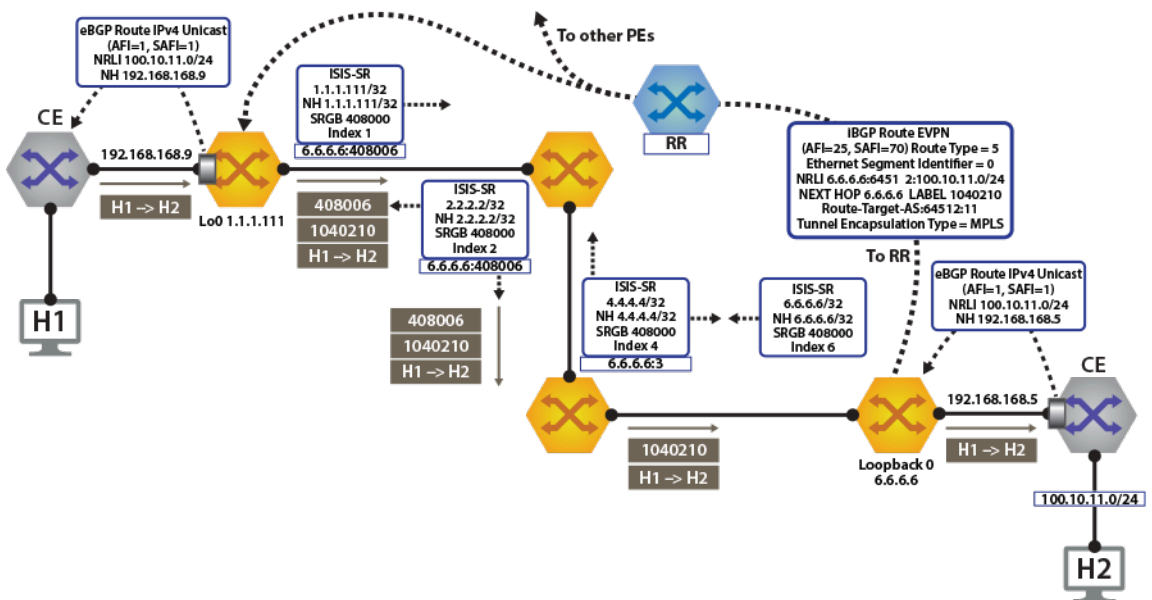 eBGP Route IPv4 Unicast
(AFI=1, SAFI=1)
NRLI 100.10.11.0/24
NH 192.168.168.9
To other PEs
CE
ISIS-SR
1.1.1.111/32
NH 1.1.1.111/32
SRGB 408000
Index 1
6.6.6.6:408006
RR
iBGP Route EVPN
(AFI=25, SAFI=70) Route Type = 5
Ethernet Segment Identifier = 0
NRLI 6.6.6.6:6451 2:100.10.11.0/24
NEXT HOP 6.6.6.6 LABEL 1040210
Route-Target-AS:64512:11
Tunnel Encapsulation Type = MPLS
192.168.168.9
H1 -> H2
Lo0 1.1.1.111
408006
1040210
H1 -> H2
ISIS-SR
2.2.2.2/32
NH 2.2.2.2/32
SRGB 408000
Index 2
6.6.6.6:408006
To RR
H1
408006
1040210
H1 -> H2
ISIS-SR
4.4.4.4/32
NH 4.4.4.4/32
SRGB 408000
Index 4
6.6.6.6:3
ISIS-SR
6.6.6.6/32
NH 6.6.6.6/32
SRGB 408000
Index 6
eBGP Route IPv4 Unicast
(AFI=1, SAFI=1)
NRLI 100.10.11.0/24
NH 192.168.168.5
CE
192.168.168.5
1040210
H1 -> H2
Loopback 0
6.6.6.6
H1 -> H2
100.10.11.0/24
H2